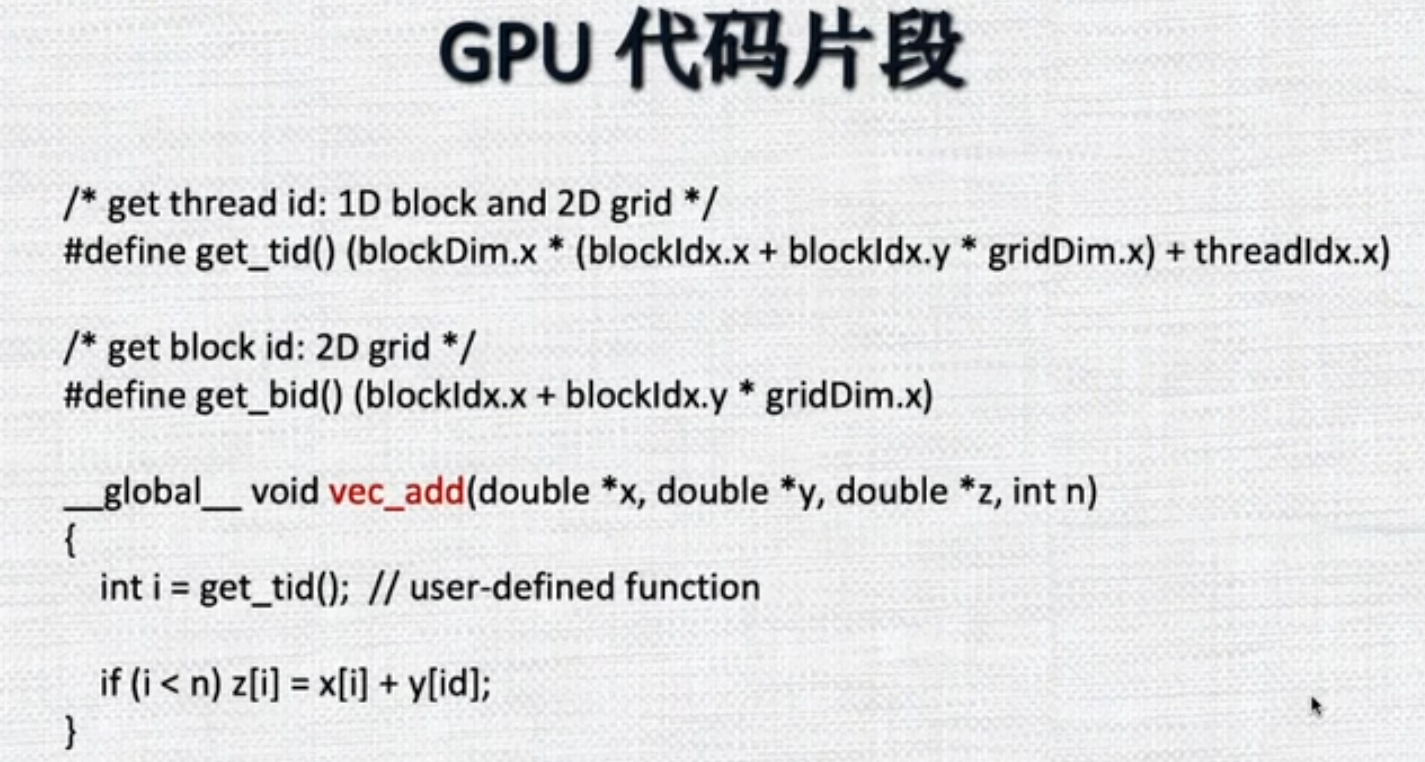 GPU 代码片段
/* get thread id: 1D block and 2D grid */
#define get_tid() (blockDim.x * (blockIdx.x + blockIdx.y * gridDim.x) + threadIdx.x)
/* get block id: 2D grid */
#define get_bid() (blockIdx.x + blockIdx.y * gridDim.x)
__global__ void vec_add(double *x, double *y, double *z, int n)
{
int i = get_tid(); // user-defined function
if (i < n) z[i] = x[i] + y[id];
}